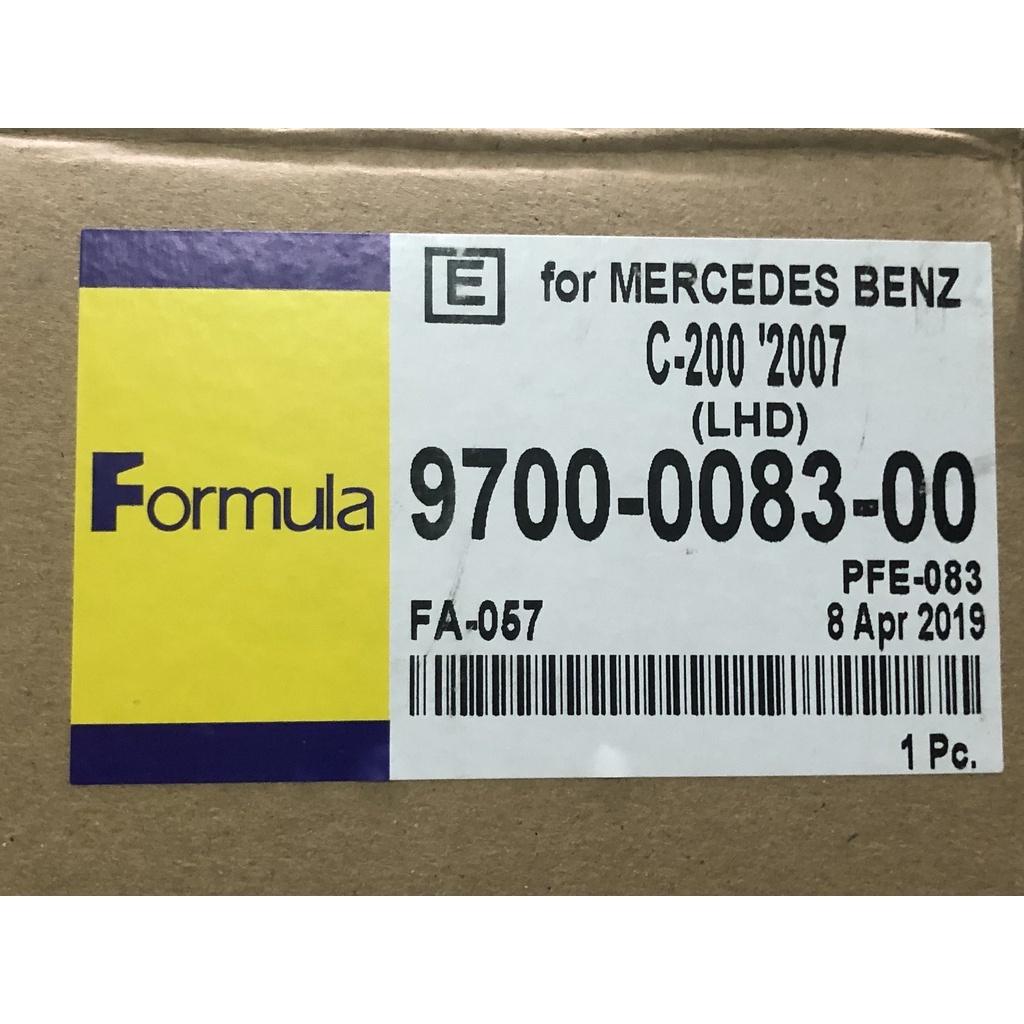 Formula
E
for MERCEDES BENZ
C-200 '2007
(LHD)
9700-0083-00
PFE-083
FA-057
8 Apr 2019
1 Pc.